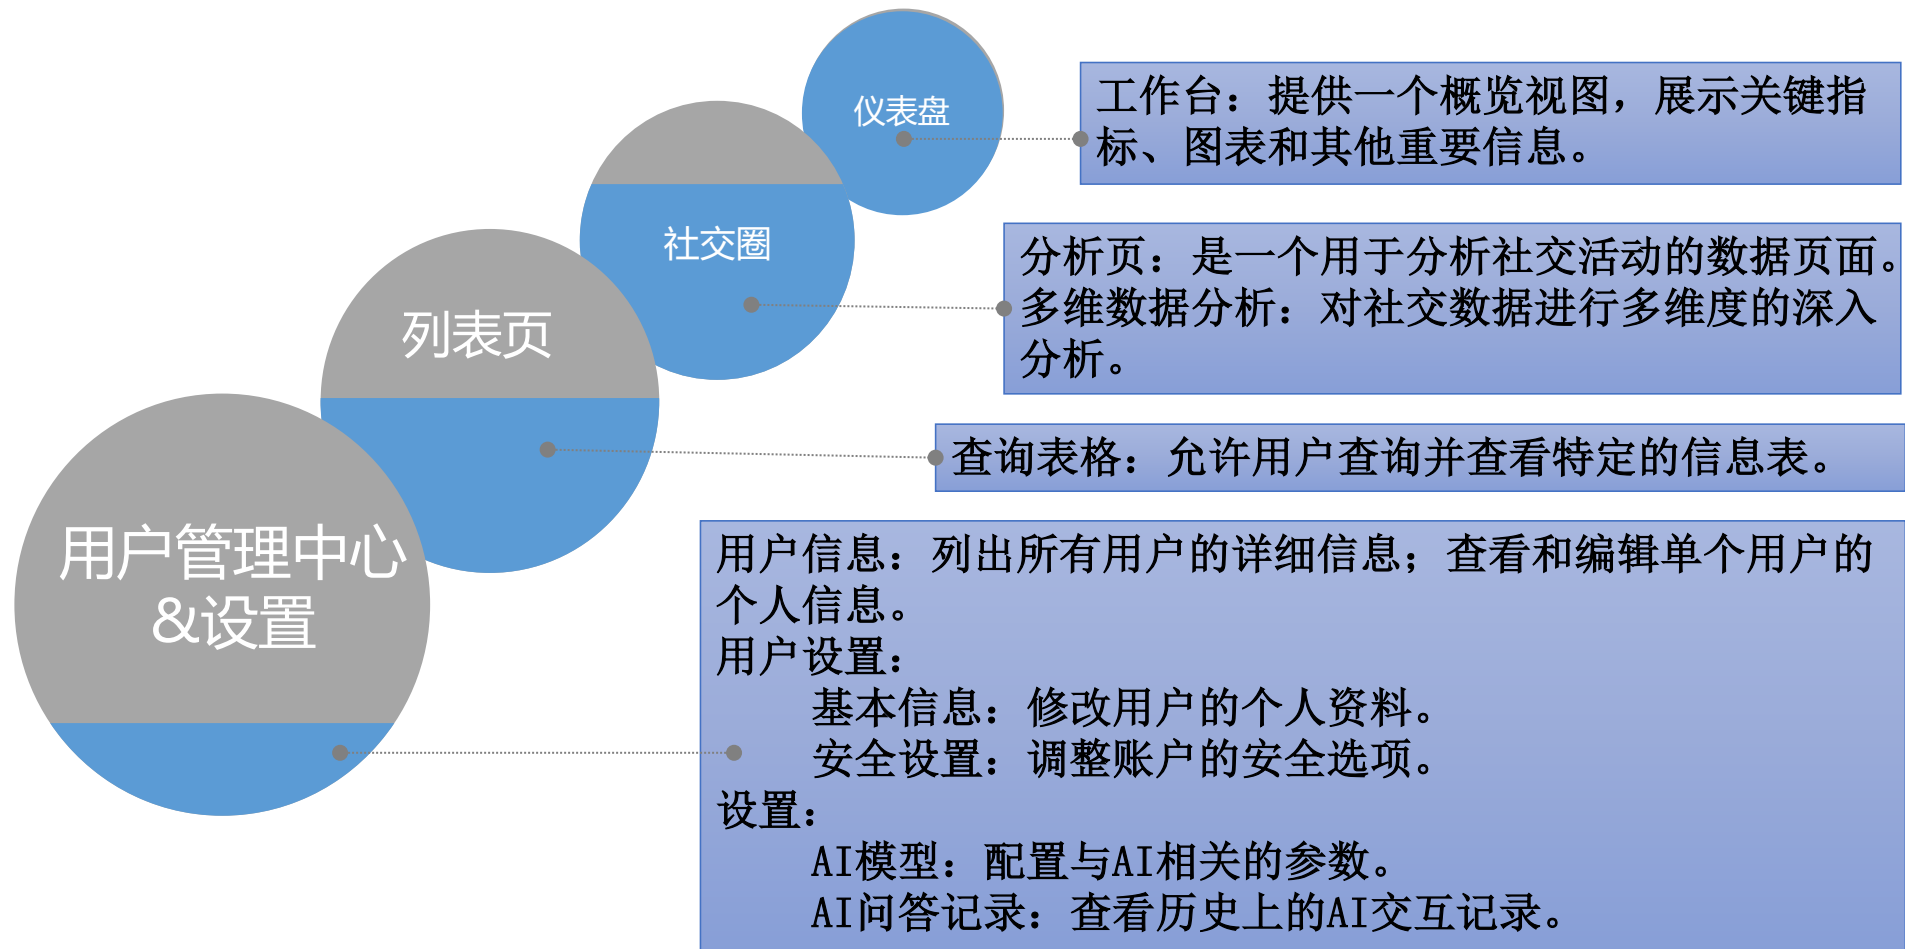 仪表盘
工作台：提供一个概览视图，展示关键指
标、图表和其他重要信息。
社交圈
分析页：是一个用于分析社交活动的数据页面。
多维数据分析：对社交数据进行多维度的深入
分析。
列表页
查询表格：允许用户查询并查看特定的信息表。
用户管理中心
&设置
用户信息：列出所有用户的详细信息；查看和编辑单个用户的
个人信息。
用户设置：
基本信息：修改用户的个人资料。
安全设置：调整账户的安全选项。
设置：
AI模型：配置与AI相关的参数。
AI问答记录：查看历史上的AI交互记录。